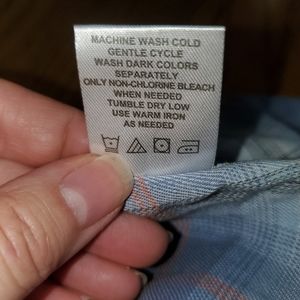 MACHINE WASH COLD
GENTLE CYCLE
WASH DARK COLORS
SEPARATELY
ONLY NON-CHLORINE BLEACH
WHEN NEEDED
TUMBLE DRY LOW
USE WARM IRON
AS NEEDED